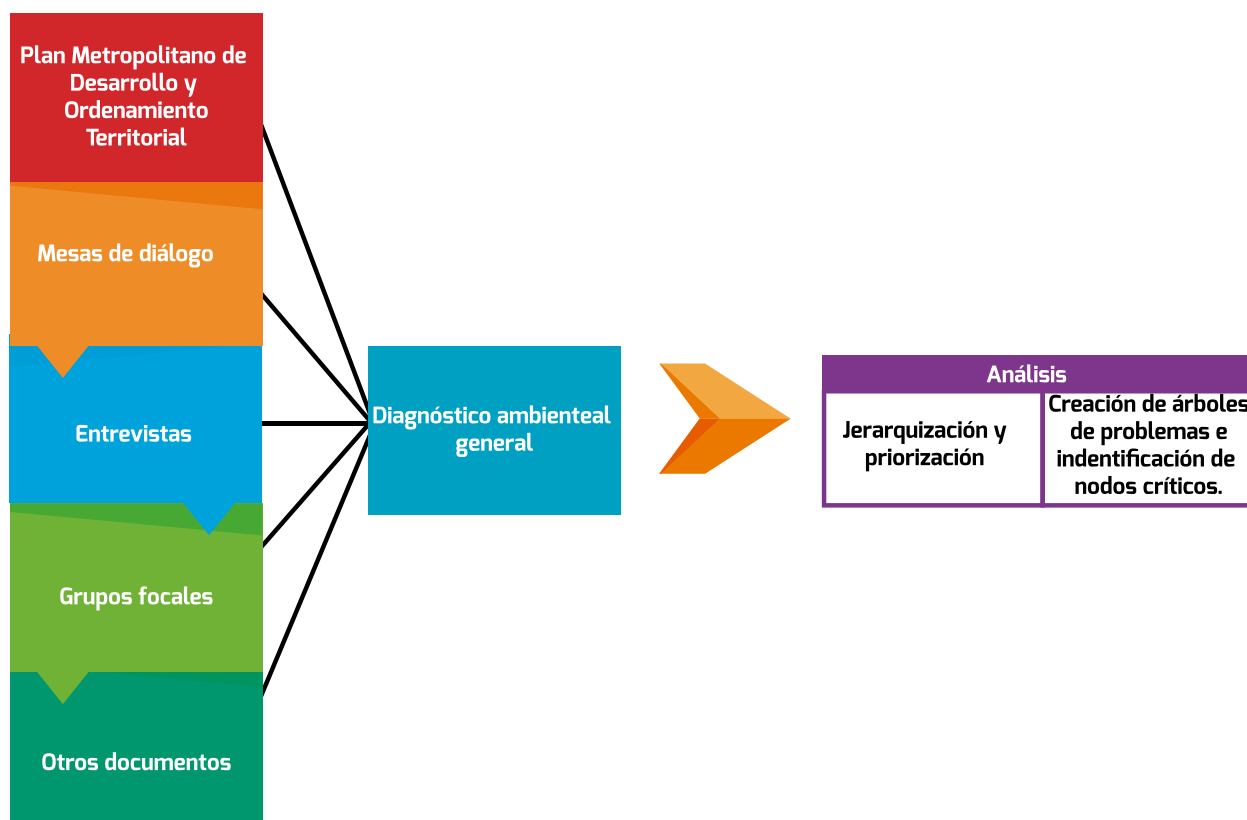 Plan Metropolitano de
Desarrollo y
Ordenamiento
Territorial
Mesas de diálogo
Entrevistas
Grupos focales
Otros documentos
Diagnóstico ambienteal
general
Análisis
Jerarquización y
priorización
Creación de árboles
de problemas e
indentificación de
nodos críticos.